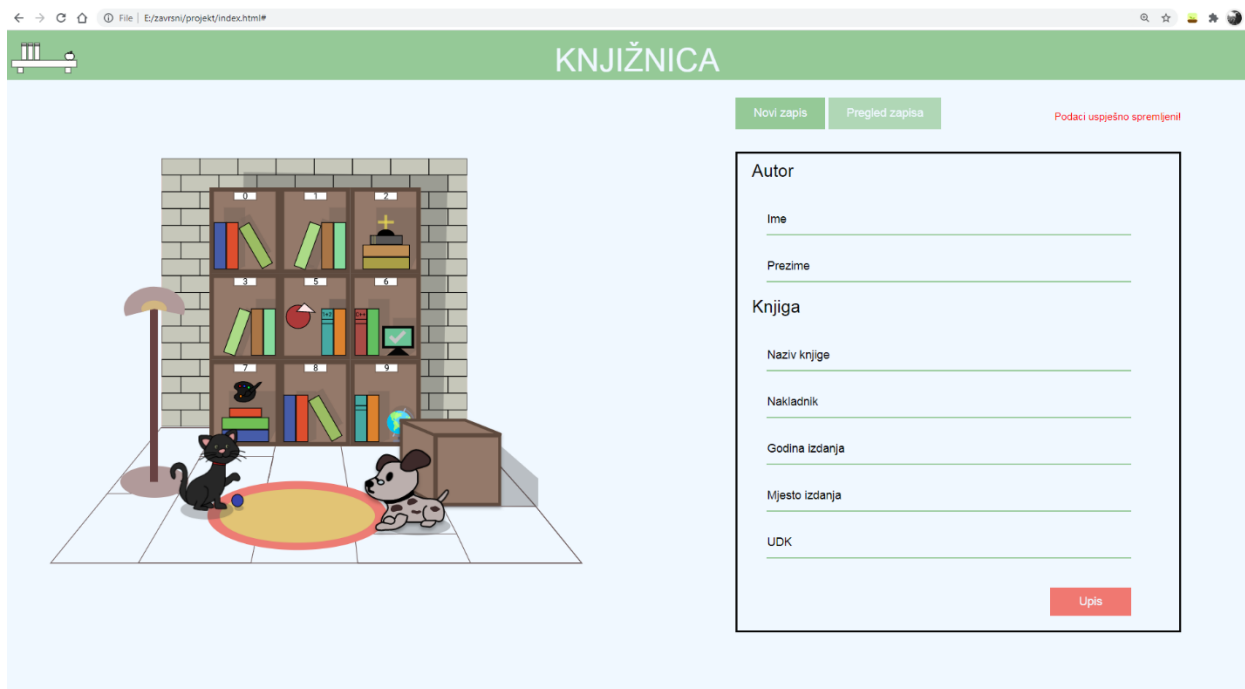 File | E:/zavrsni/projekt/index.html#
KNJIŽNICA
Novi zapis
Pregled zapisa
Podaci uspješno spremljeni!
0
1
2
3
5
6
7
8
9
Autor
Ime
Prezime
Knjiga
Naziv knjige
Nakladnik
Godina izdanja
Mjesto izdanja
UDK
Upis